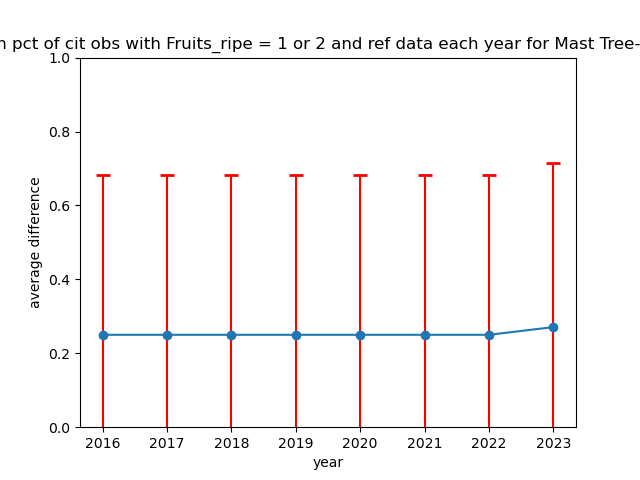 pct of cit obs with Fruits_ripe = 1 or 2 and ref data each year for Mast Tree-
1.0
0.8
0.6
0.4
0.2
0.0
average difference
2016 2017 2018 2019 2020 2021 2022 2023
year